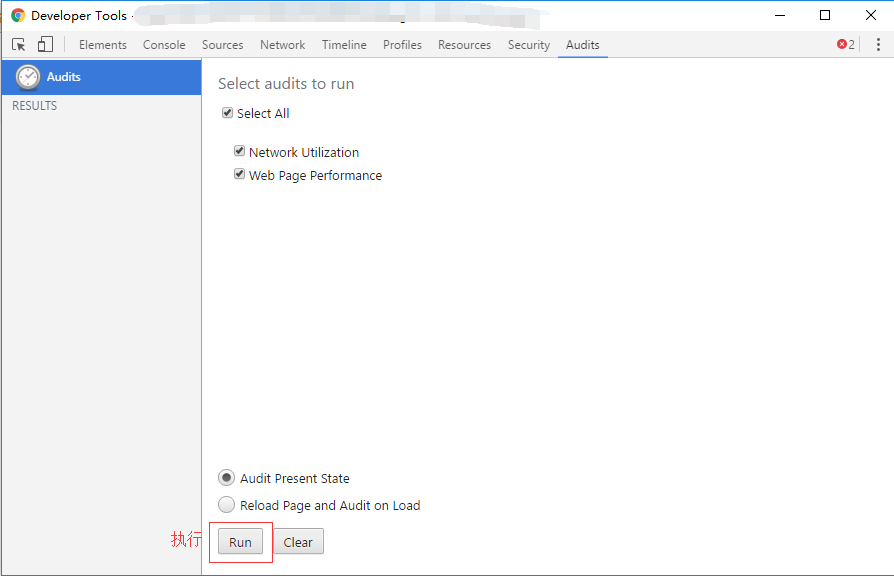 Developer Tools -
Elements Console Sources Network Timeline Profiles Resources Security Audits 2
Audits
RESULTS
Select audits to run
Select All
Network Utilization
Web Page Performance
Audit Present State
Reload Page and Audit on Load
执行 Run Clear